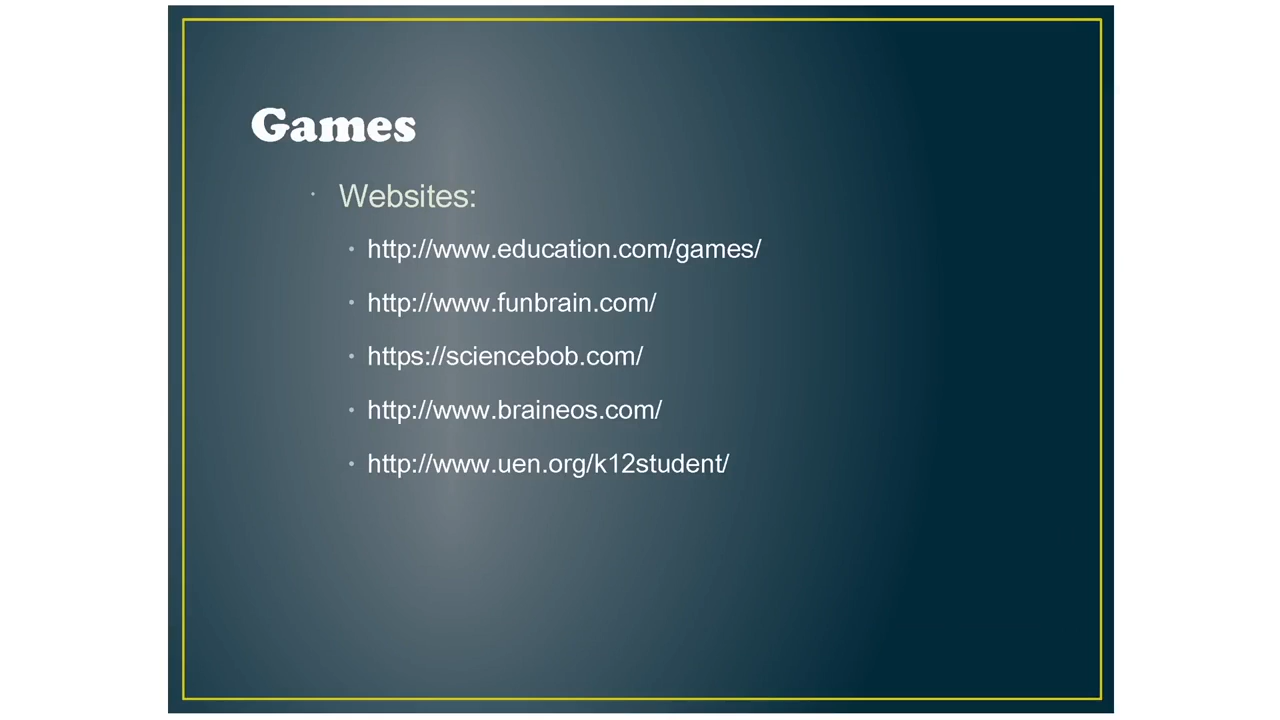 Games
Websites:
http://www.education.com/games/
http://www.funbrain.com/
https://sciencebob.com/
http://www.braineos.com/
http://www.uen.org/k12student/